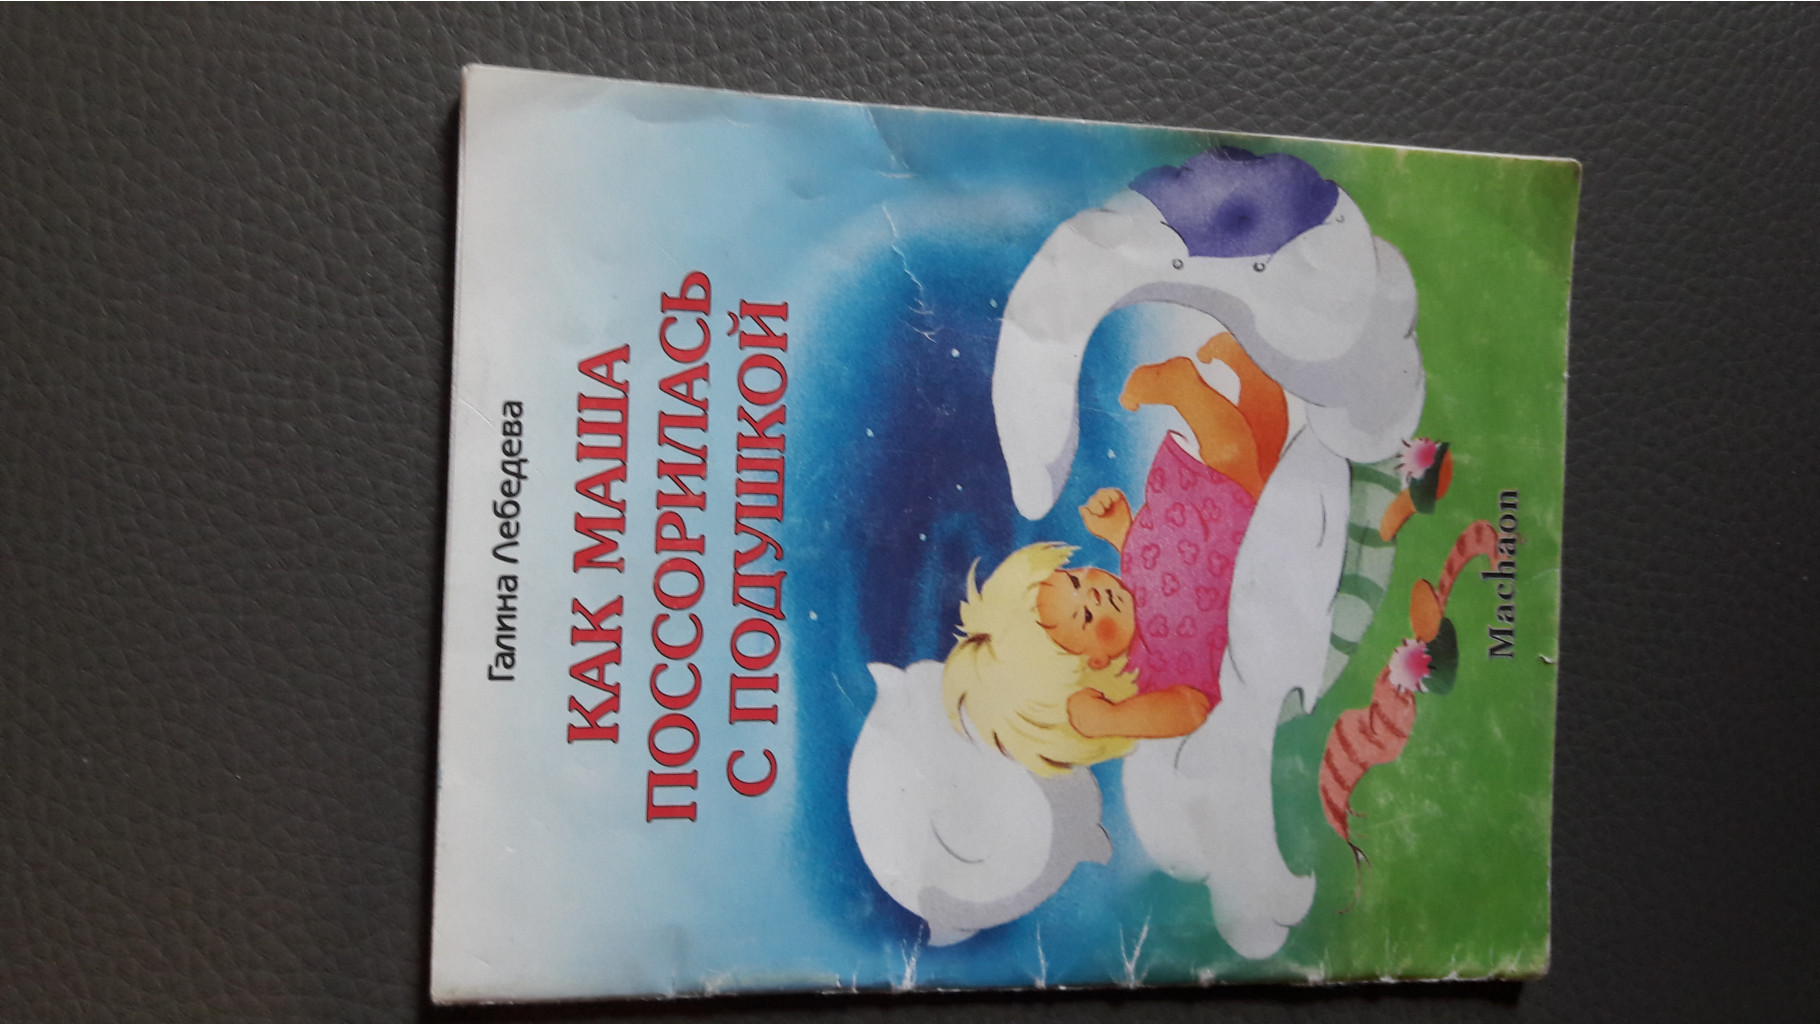 Галина Лебедева
КАК МАША
ПОССОРИЛАСЬ
С ПОДУШКОЙ
Machaon